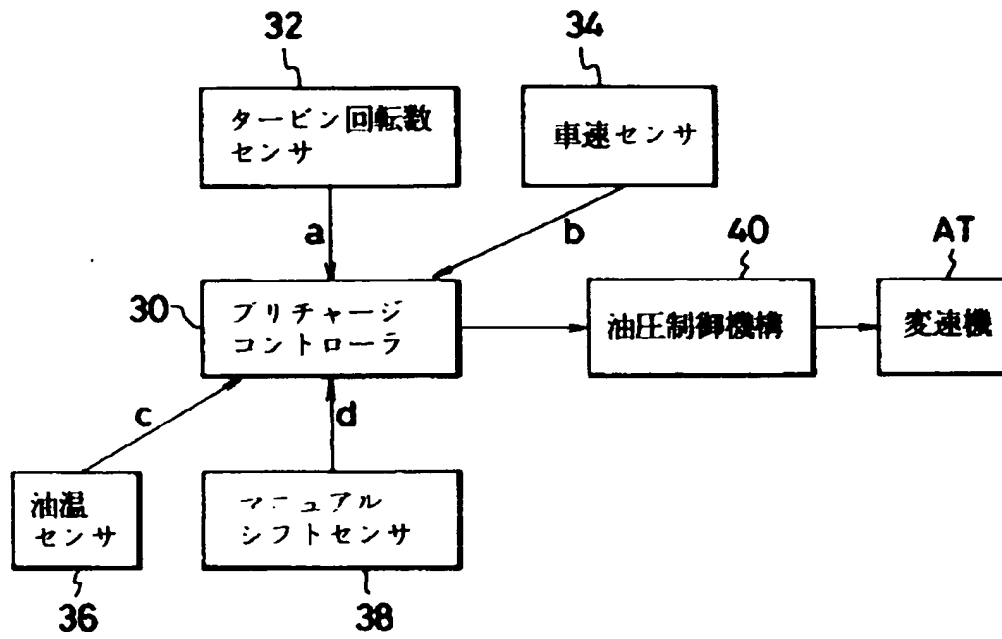 32
34
タービン回転数
センサ
車速センサ
a
b
40
AT
30
プリチャージ
コントローラ
油圧制御機構
変速機
c
d
油温
センサ
マニュアル
シフトセンサ
36
38